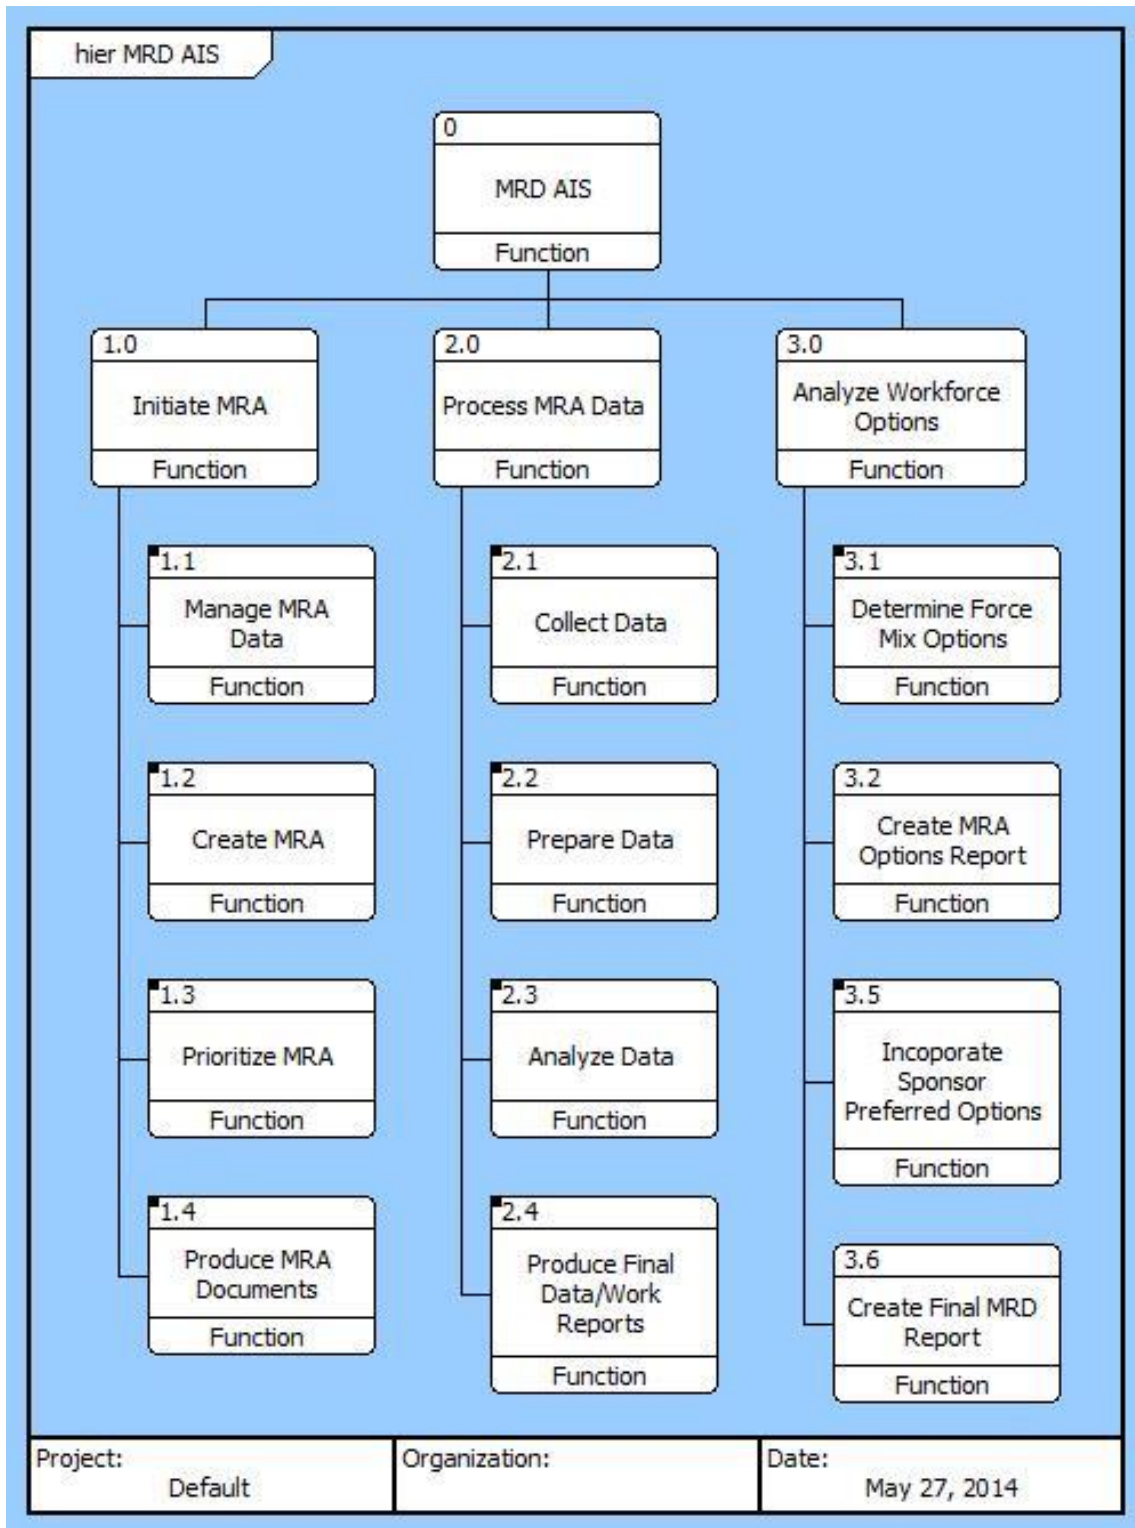 hier MRD AIS
0
MRD AIS
Function
1.0
Initiate MRA
Function
2.0
Process MRA Data
Function
3.0
Analyze Workforce
Options
Function
1.1
Manage MRA
Data
Function
2.1
Collect Data
Function
3.1
Determine Force
Mix Options
Function
1.2
Create MRA
Function
2.2
Prepare Data
Function
3.2
Create MRA
Options Report
Function
1.3
Prioritize MRA
Function
2.3
Analyze Data
Function
3.5
Incoporate
Sponsor
Preferred Options
Function
1.4
Produce MRA
Documents
Function
2.4
Produce Final
Data/Work
Reports
Function
3.6
Create Final MRD
Report
Function
Project:
Default
Organization:
Date:
May 27, 2014